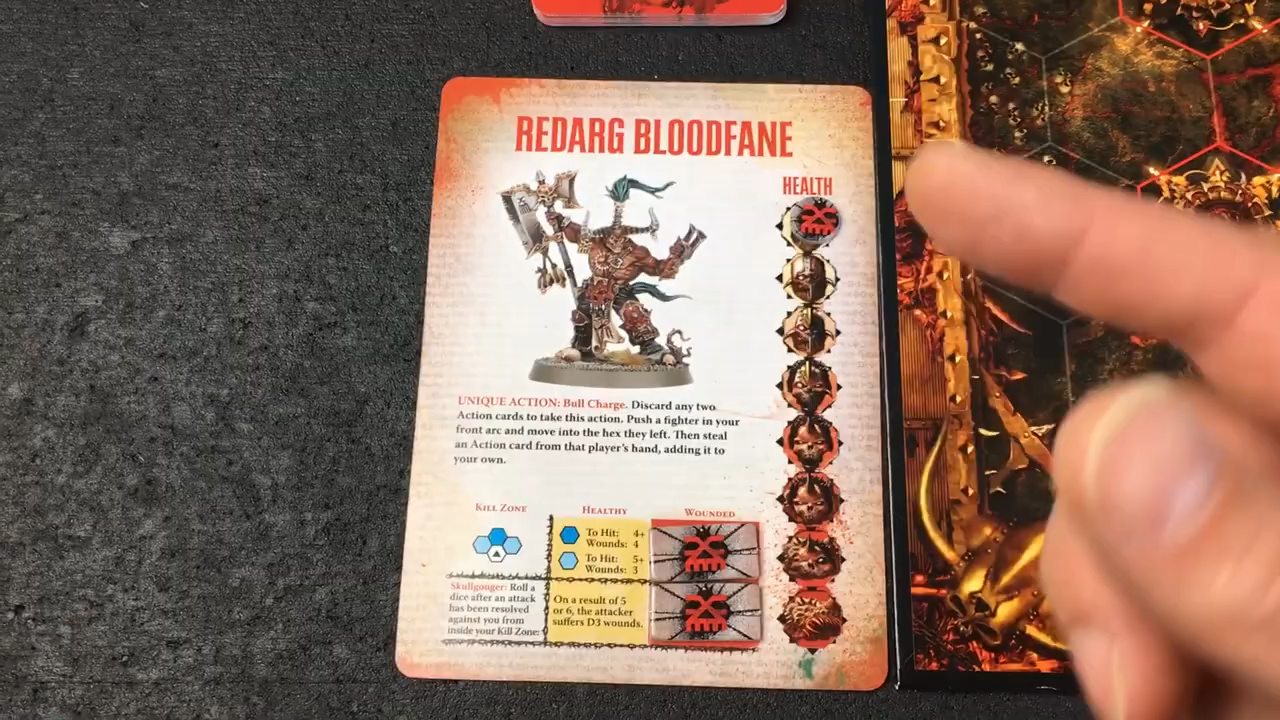 REDARG BLOODFANE
HEALTH
UNIQUE ACTION: Bull Charge. Discard any two
Action cards to take this action. Push a fighter in your
front arc and move into the hex they left. Then steal
an Action card from that player's hand, adding it to
your own.
KILL ZONE
HEALTHY
WOUNDED
To Hit: 4+
Wounds: 4
To Hit: 5+
Wounds: 3
Skullgouger: Roll a
dice after an attack
has been resolved
against you from
inside your Kill Zone.
On a result of 5
or 6, the attacker
suffers D3 wounds.